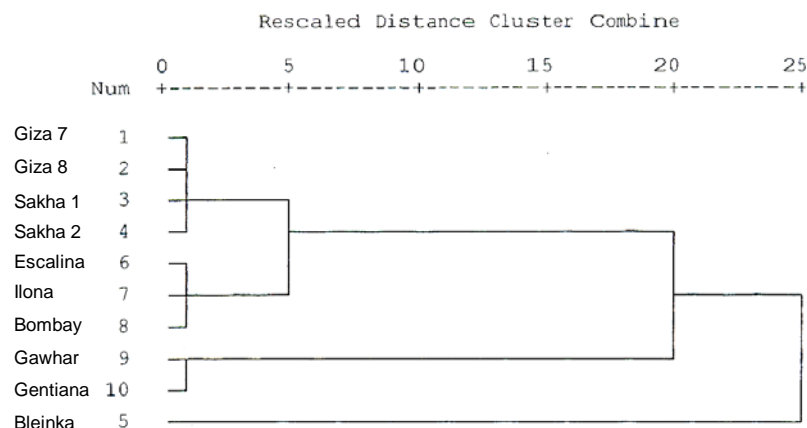 Rescaled Distance Cluster Combine
0 5 10 15 20 25
Num +---------+---------+---------+---------+---------+
Giza 7 1
Giza 8 2
Sakha 1 3
Sakha 2 4
Escalina 6
Ilona 7
Bombay 8
Gawhar 9
Gentiana 10
Bleinka 5